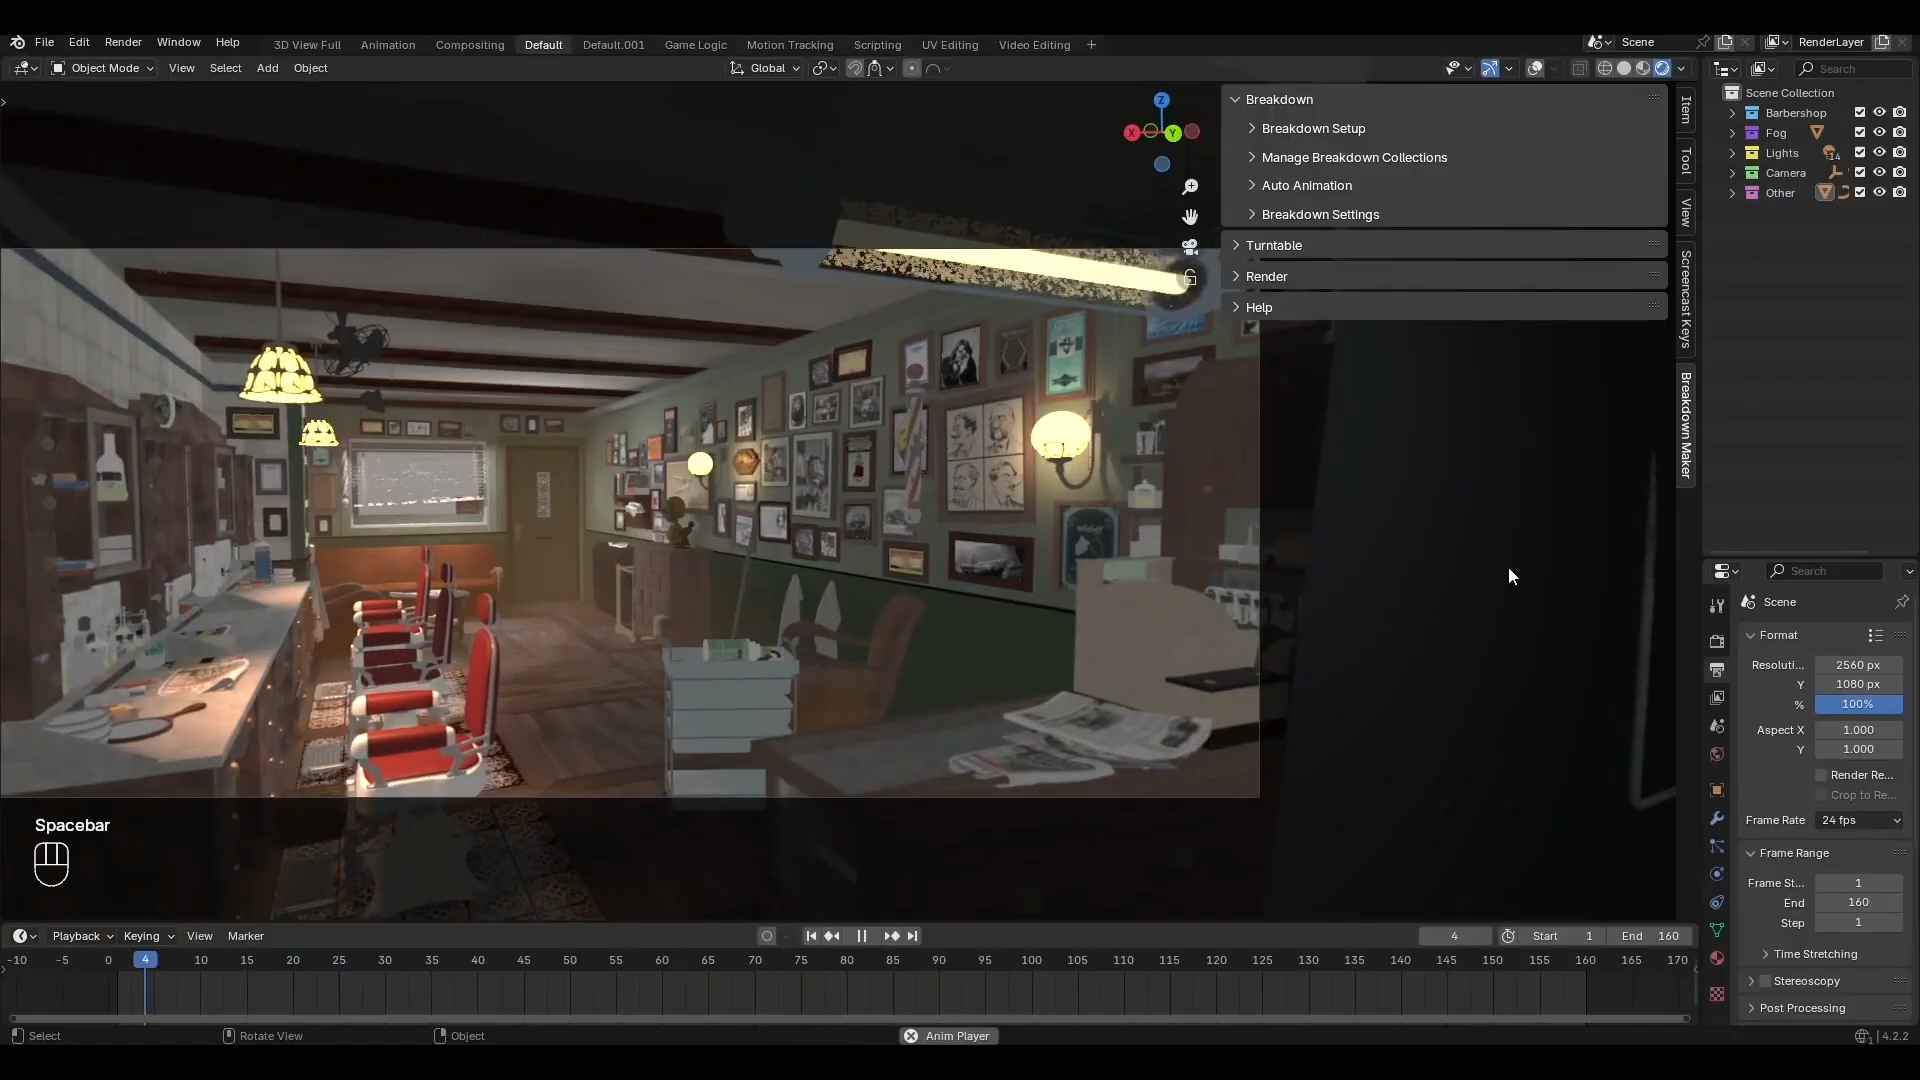 File Edit Render Window Help 3D View Full Animation Compositing Default Default.001 Game Logic Motion Tracking Scripting UV Editing Video Editing + Scene RenderLayer
Object Mode View Select Add Object Global Search
Breakdown
Breakdown Setup
Manage Breakdown Collections
Auto Animation
Breakdown Settings
Turntable
Render
Help
Z
X
Y
Item
Tool
View
Screencast Keys
Breakdown Maker
Scene Collection
Barbershop
Fog
Lights 14
Camera
Other
Search
Scene
Format
Resoluti... 2560 px
Y 1080 px
% 100%
Aspect X 1.000
Y 1.000
Render Re...
Crop to Re...
Frame Rate 24 fps
Frame Range
Frame St... 1
End 160
Step 1
Time Stretching
Stereoscopy
Post Processing
Spacebar
Playback Keying View Marker 4 Start 1 End 160
-10 -5 0 4 10 15 20 25 30 35 40 45 50 55 60 65 70 75 80 85 90 95 100 105 110 115 120 125 130 135 140 145 150 155 160 165 170
Select Rotate View Object Anim Player 4.2.2